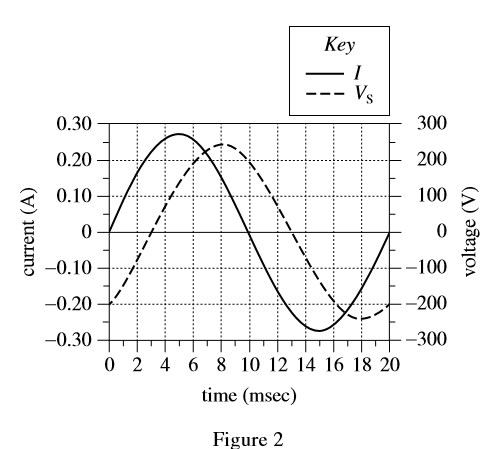 Key
I
V_S
0.30
0.20
0.10
0
–0.10
–0.20
–0.30
current (A)
300
200
100
0
–100
–200
–300
voltage (V)
0 2 4 6 8 10 12 14 16 18 20
time (msec)
Figure 2